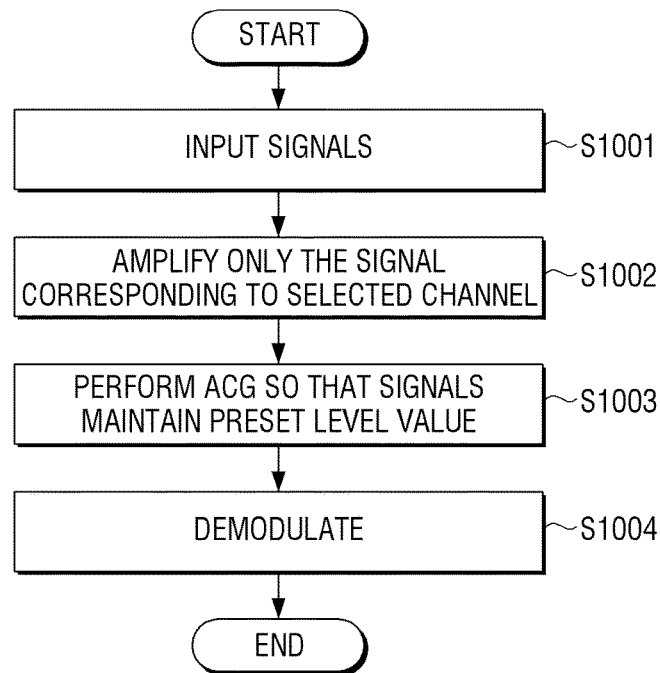 START
INPUT SIGNALS
S1001
AMPLIFY ONLY THE SIGNAL
CORRESPONDING TO SELECTED CHANNEL
S1002
PERFORM ACG SO THAT SIGNALS
MAINTAIN PRESET LEVEL VALUE
S1003
DEMODULATE
S1004
END